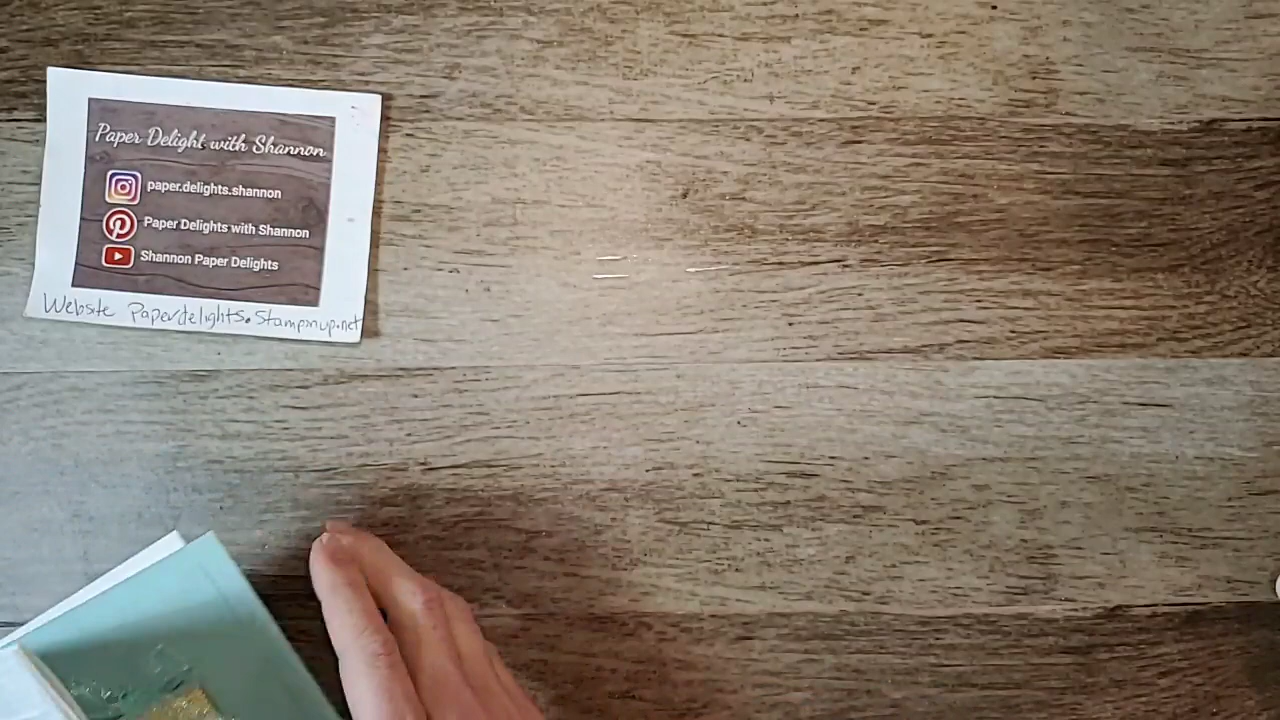 Paper Delight with Shannon
paper.delights.shannon
Paper Delights with Shannon
Shannon Paper Delights
Website Paperdelights.Stampinup.net